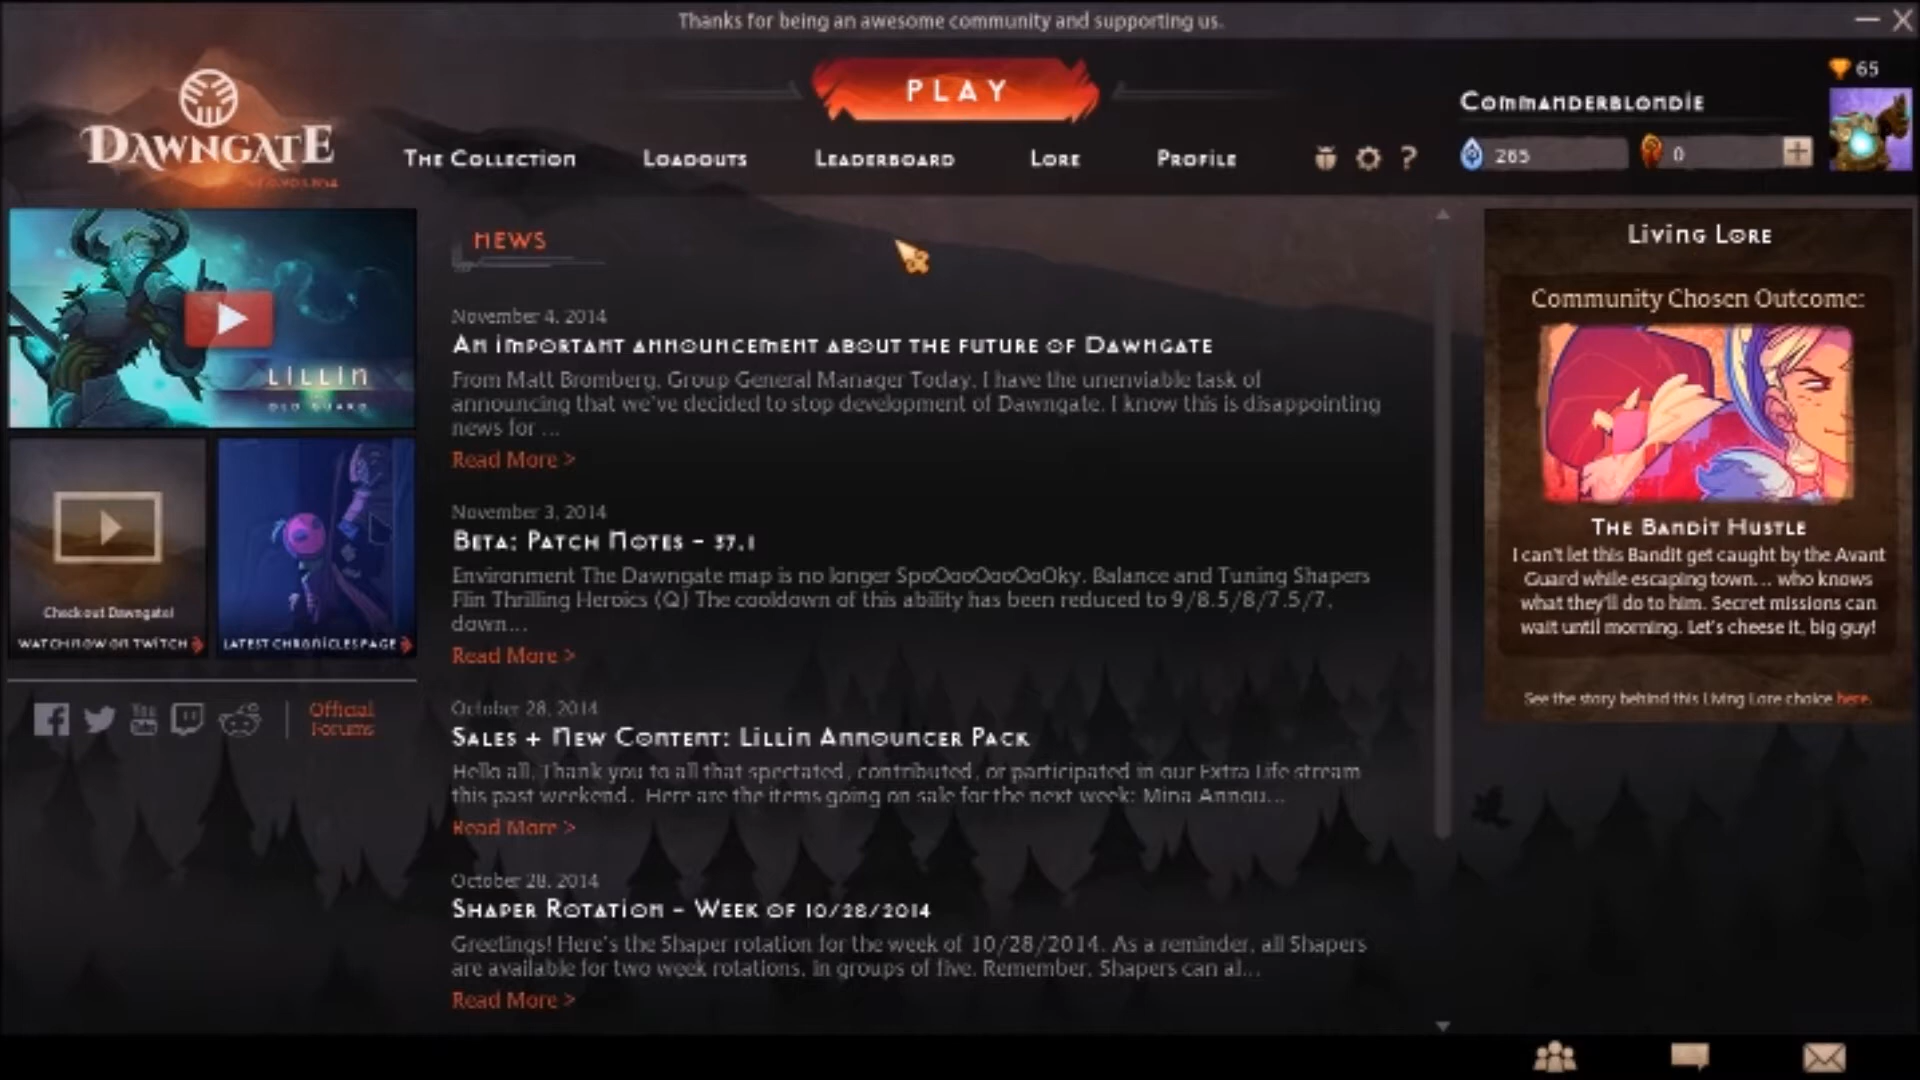 Thanks for being an awesome community and supporting us.
PLAY
65
Commanderblondie
DAWNGATE
The Collection
Loadouts
Leaderboard
Lore
Profile
?
265
0
LILLIN
OLD GUARD
Check out Dawngate!
WATCH NOW ON TWITCH
LATEST CHRONICLES PAGE
You
Tube
Official
Forums
NEWS
November 4, 2014
An important announcement about the future of Dawngate
From Matt Bromberg, Group General Manager Today, I have the unenviable task of
announcing that we've decided to stop development of Dawngate. I know this is disappointing
news for ...
Read More >
November 3, 2014
Beta: Patch Notes - 37.1
Environment The Dawngate map is no longer SpoOooOooOoOky. Balance and Tuning Shapers
Flin Thrilling Heroics (Q) The cooldown of this ability has been reduced to 9/8.5/8/7.5/7,
down...
Read More >
October 28, 2014
Sales + New Content: Lillin Announcer Pack
Hello all, Thank you to all that spectated, contributed, or participated in our Extra Life stream
this past weekend. Here are the items going on sale for the next week: Mina Annou...
Read More >
October 28, 2014
Shaper Rotation - Week of 10/28/2014
Greetings! Here's the Shaper rotation for the week of 10/28/2014. As a reminder, all Shapers
are available for two week rotations, in groups of five. Remember, Shapers can al...
Read More >
Living Lore
Community Chosen Outcome:
The Bandit Hustle
I can't let this Bandit get caught by the Avant
Guard while escaping town... who knows
what they'll do to him. Secret missions can
wait until morning. Let's cheese it, big guy!
See the story behind this Living Lore choice here.